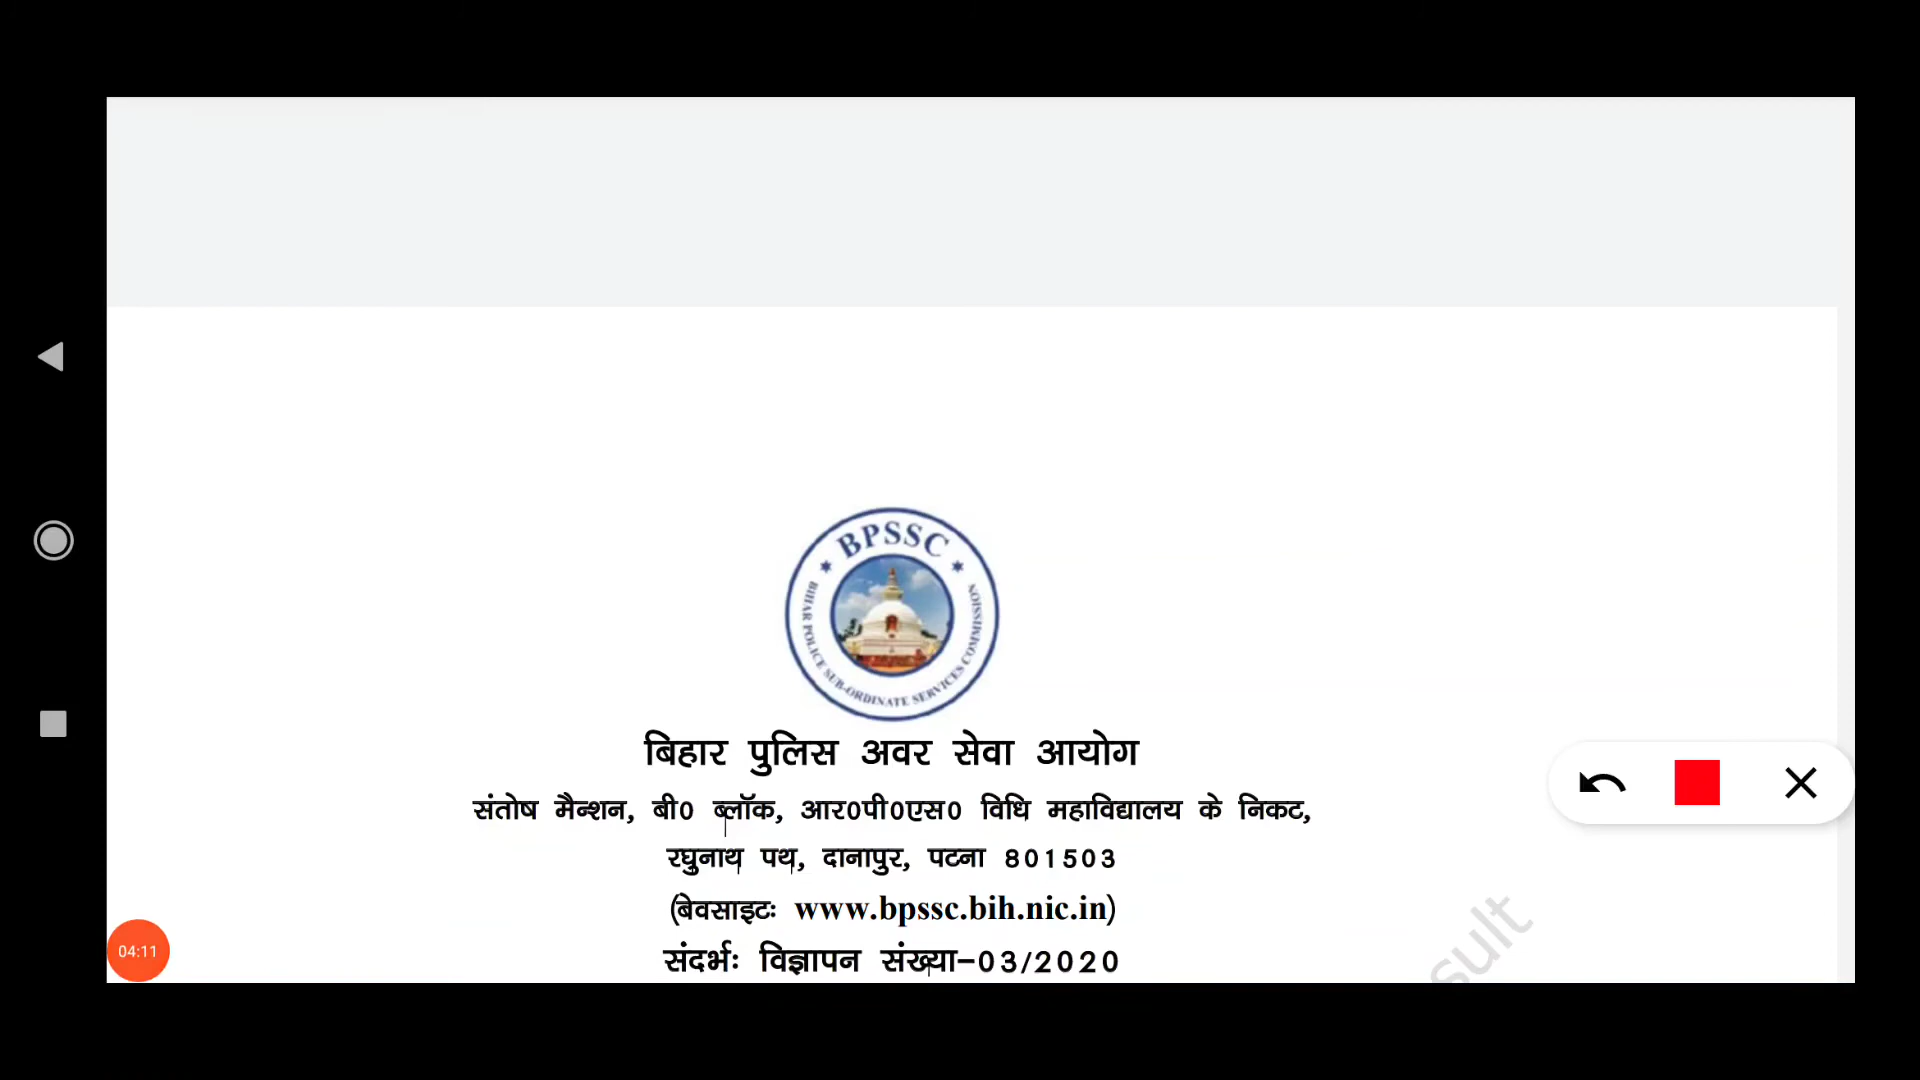 BPSSC
BIHAR POLICE SUB-ORDINATE SERVICES COMMISSION
बिहार पुलिस अवर सेवा आयोग
संतोष मैन्शन, बी0 ब्लॉक, आर0पी0एस0 विधि महाविद्यालय के निकट,
रघुनाथ पथ, दानापुर, पटना 801503
(बेवसाइटः www.bpssc.bih.nic.in)
संदर्भः विज्ञापन संख्या-03/2020
sult
04:11